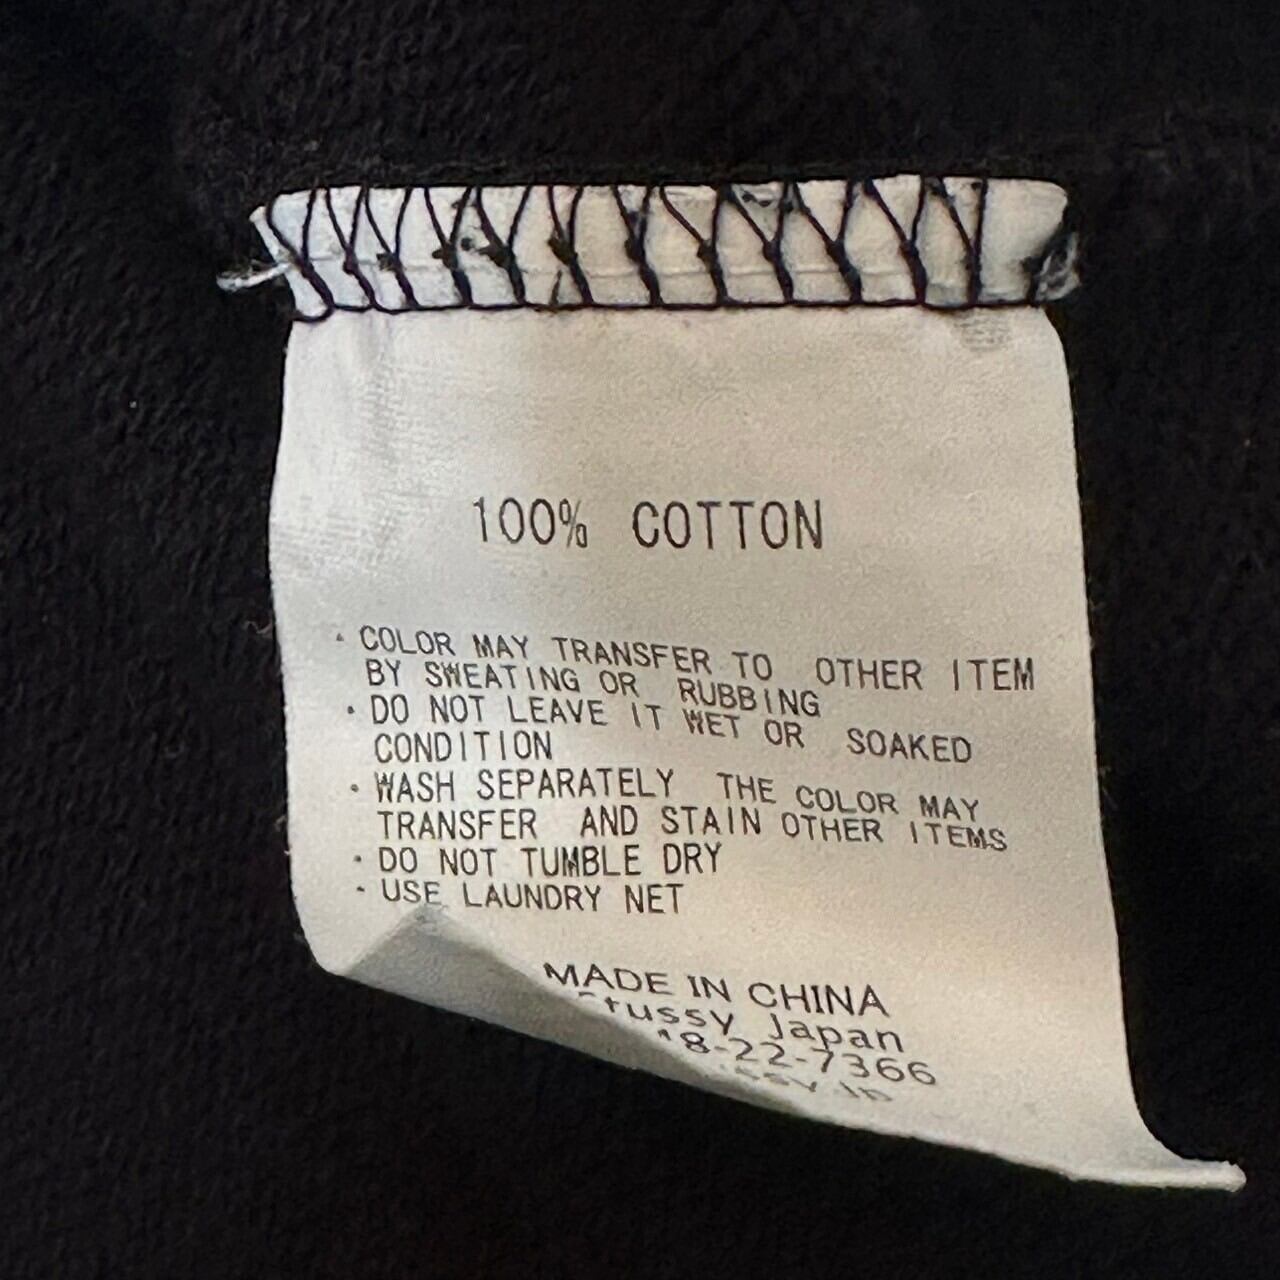 100% COTTON
· COLOR MAY TRANSFER TO OTHER ITEM
BY SWEATING OR RUBBING
· DO NOT LEAVE IT WET OR SOAKED
CONDITION
· WASH SEPARATELY THE COLOR MAY
TRANSFER AND STAIN OTHER ITEMS
· DO NOT TUMBLE DRY
· USE LAUNDRY NET
MADE IN CHINA
Stussy Japan
8-22-7366